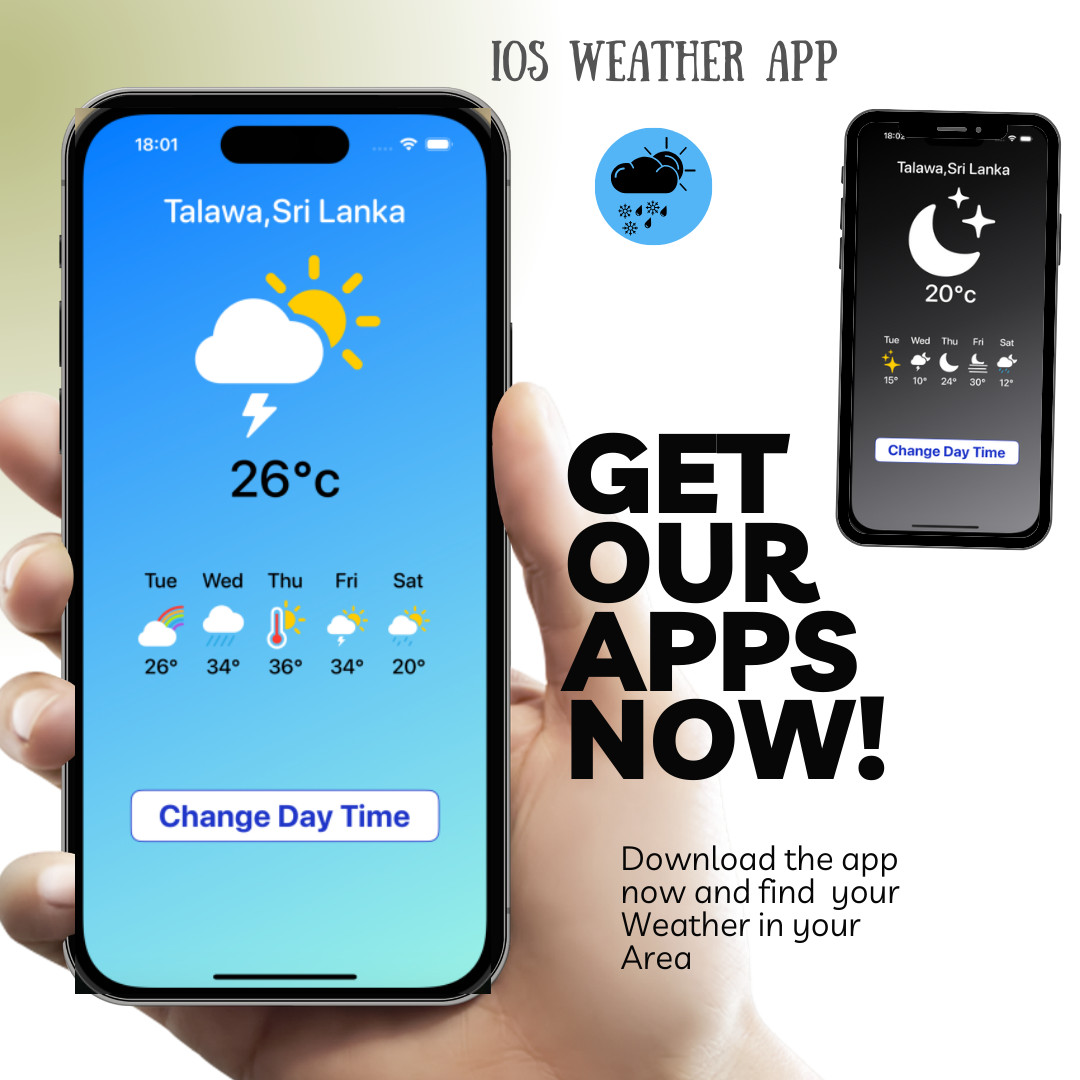 IOS WEATHER APP
18:01
Talawa,Sri Lanka
26°c
Tue Wed Thu Fri Sat
26° 34° 36° 34° 20°
Change Day Time
18:02
Talawa,Sri Lanka
20°c
Tue Wed Thu Fri Sat
15° 10° 24° 30° 12°
Change Day Time
GET
OUR
APPS
NOW!
Download the app
now and find your
Weather in your
Area